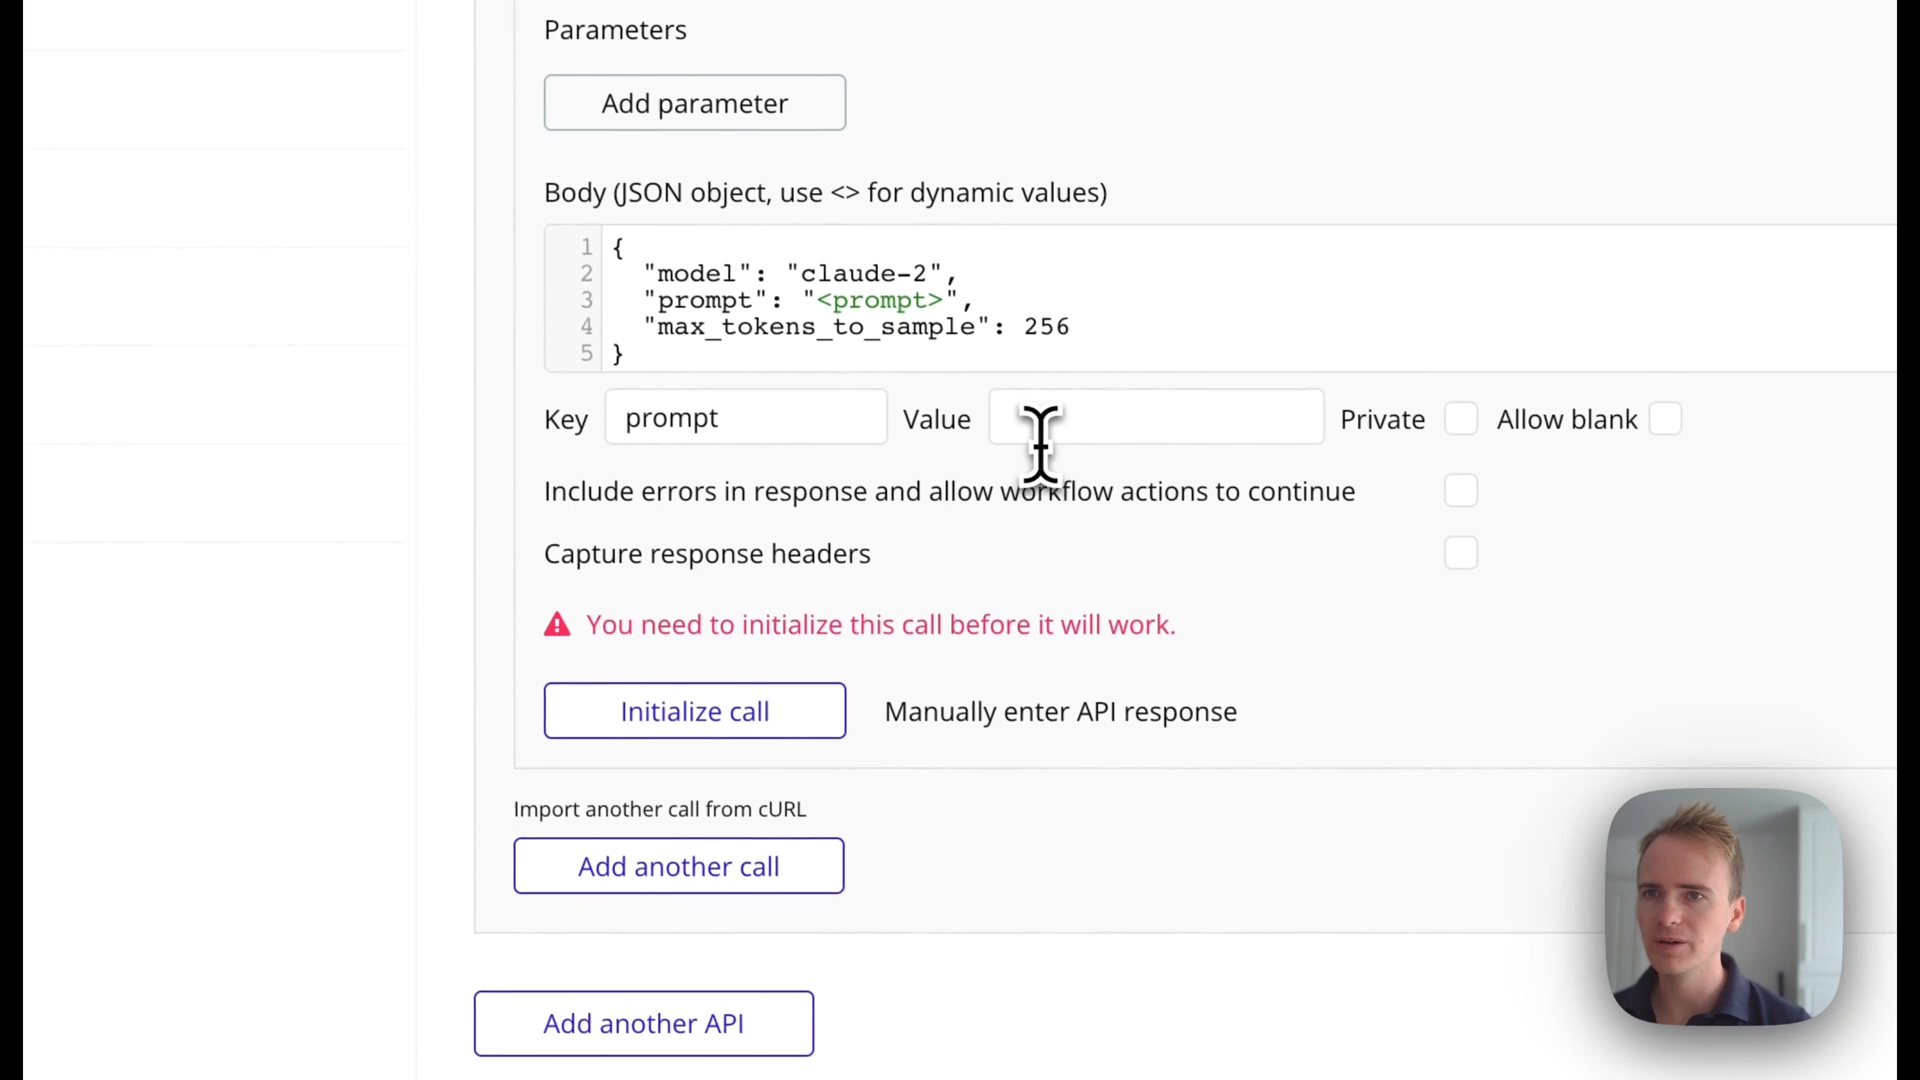 Parameters
Add parameter
Body (JSON object, use <> for dynamic values)
1 {
2 "model": "claude-2",
3 "prompt": "<prompt>",
4 "max_tokens_to_sample": 256
5 }
Key prompt Value Private Allow blank
Include errors in response and allow workflow actions to continue
Capture response headers
You need to initialize this call before it will work.
Initialize call Manually enter API response
Import another call from cURL
Add another call
Add another API